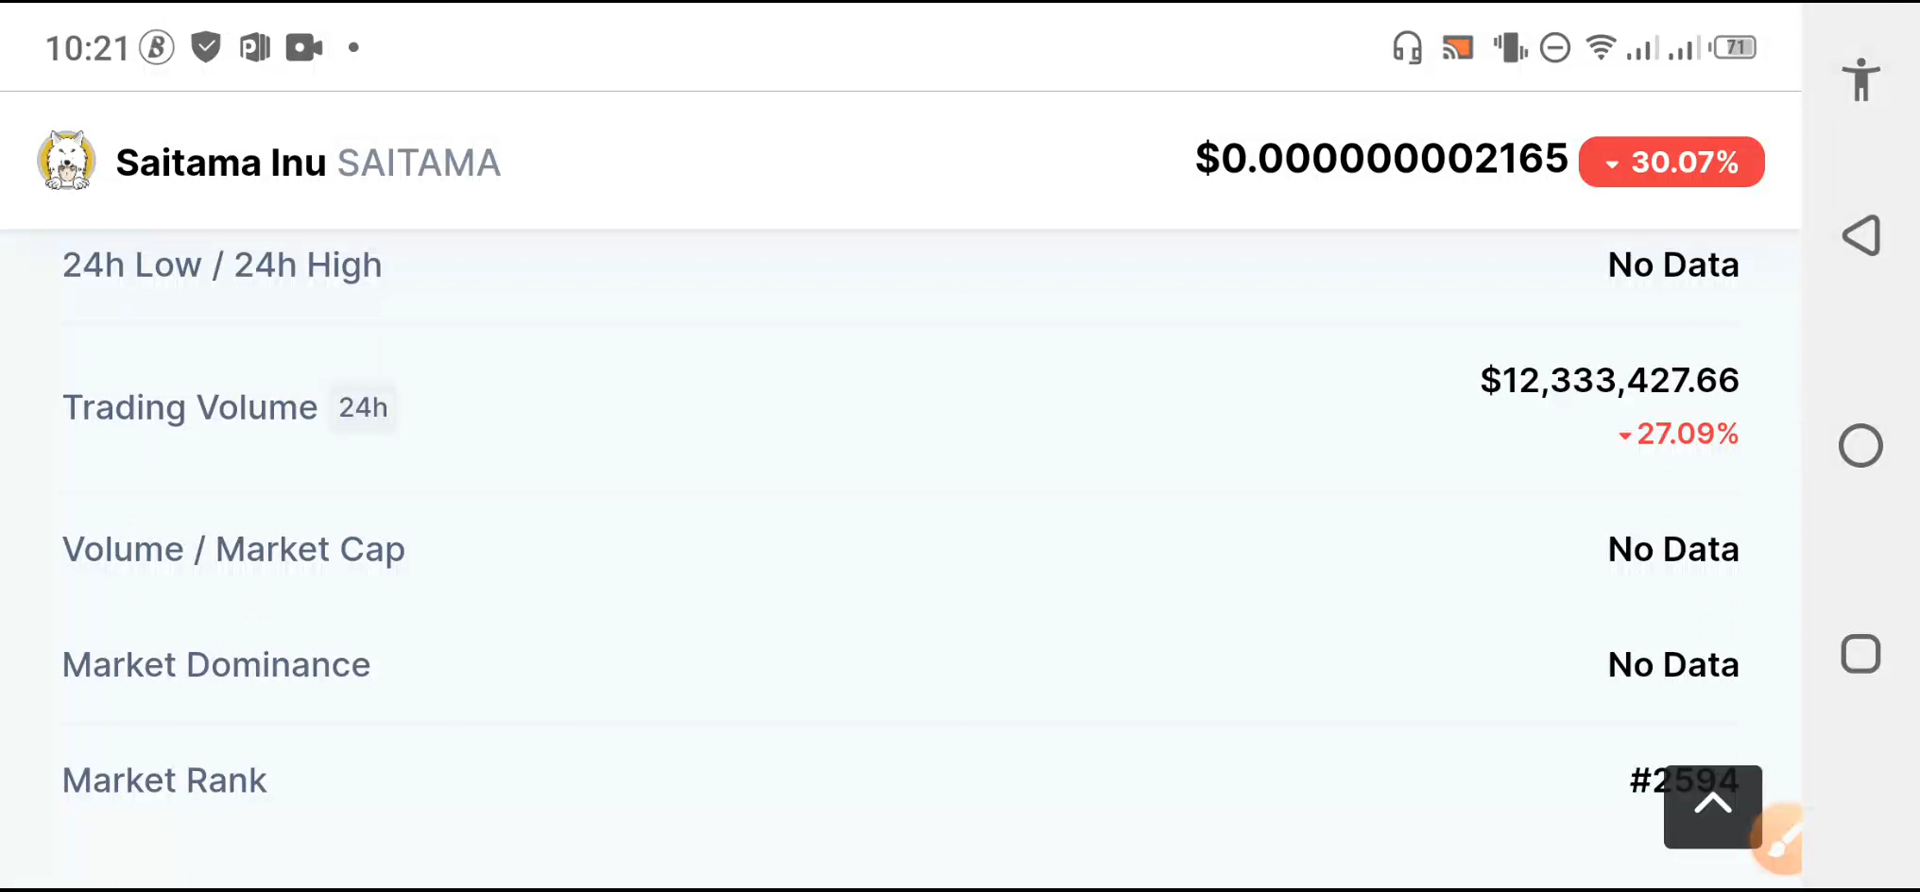 10:21
71
Saitama Inu SAITAMA $0.000000002165 30.07%
24h Low / 24h High No Data
Trading Volume 24h $12,333,427.66
27.09%
Volume / Market Cap No Data
Market Dominance No Data
Market Rank #2594